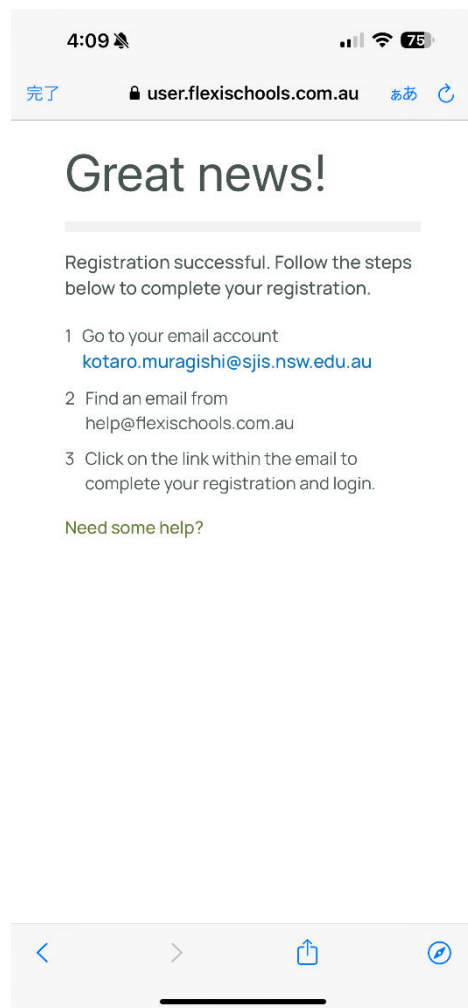 4:09
75
完了
user.flexischools.com.au
ぁあ
Great news!
Registration successful. Follow the steps
below to complete your registration.
1 Go to your email account
kotaro.muragishi@sjis.nsw.edu.au
2 Find an email from
help@flexischools.com.au
3 Click on the link within the email to
complete your registration and login.
Need some help?